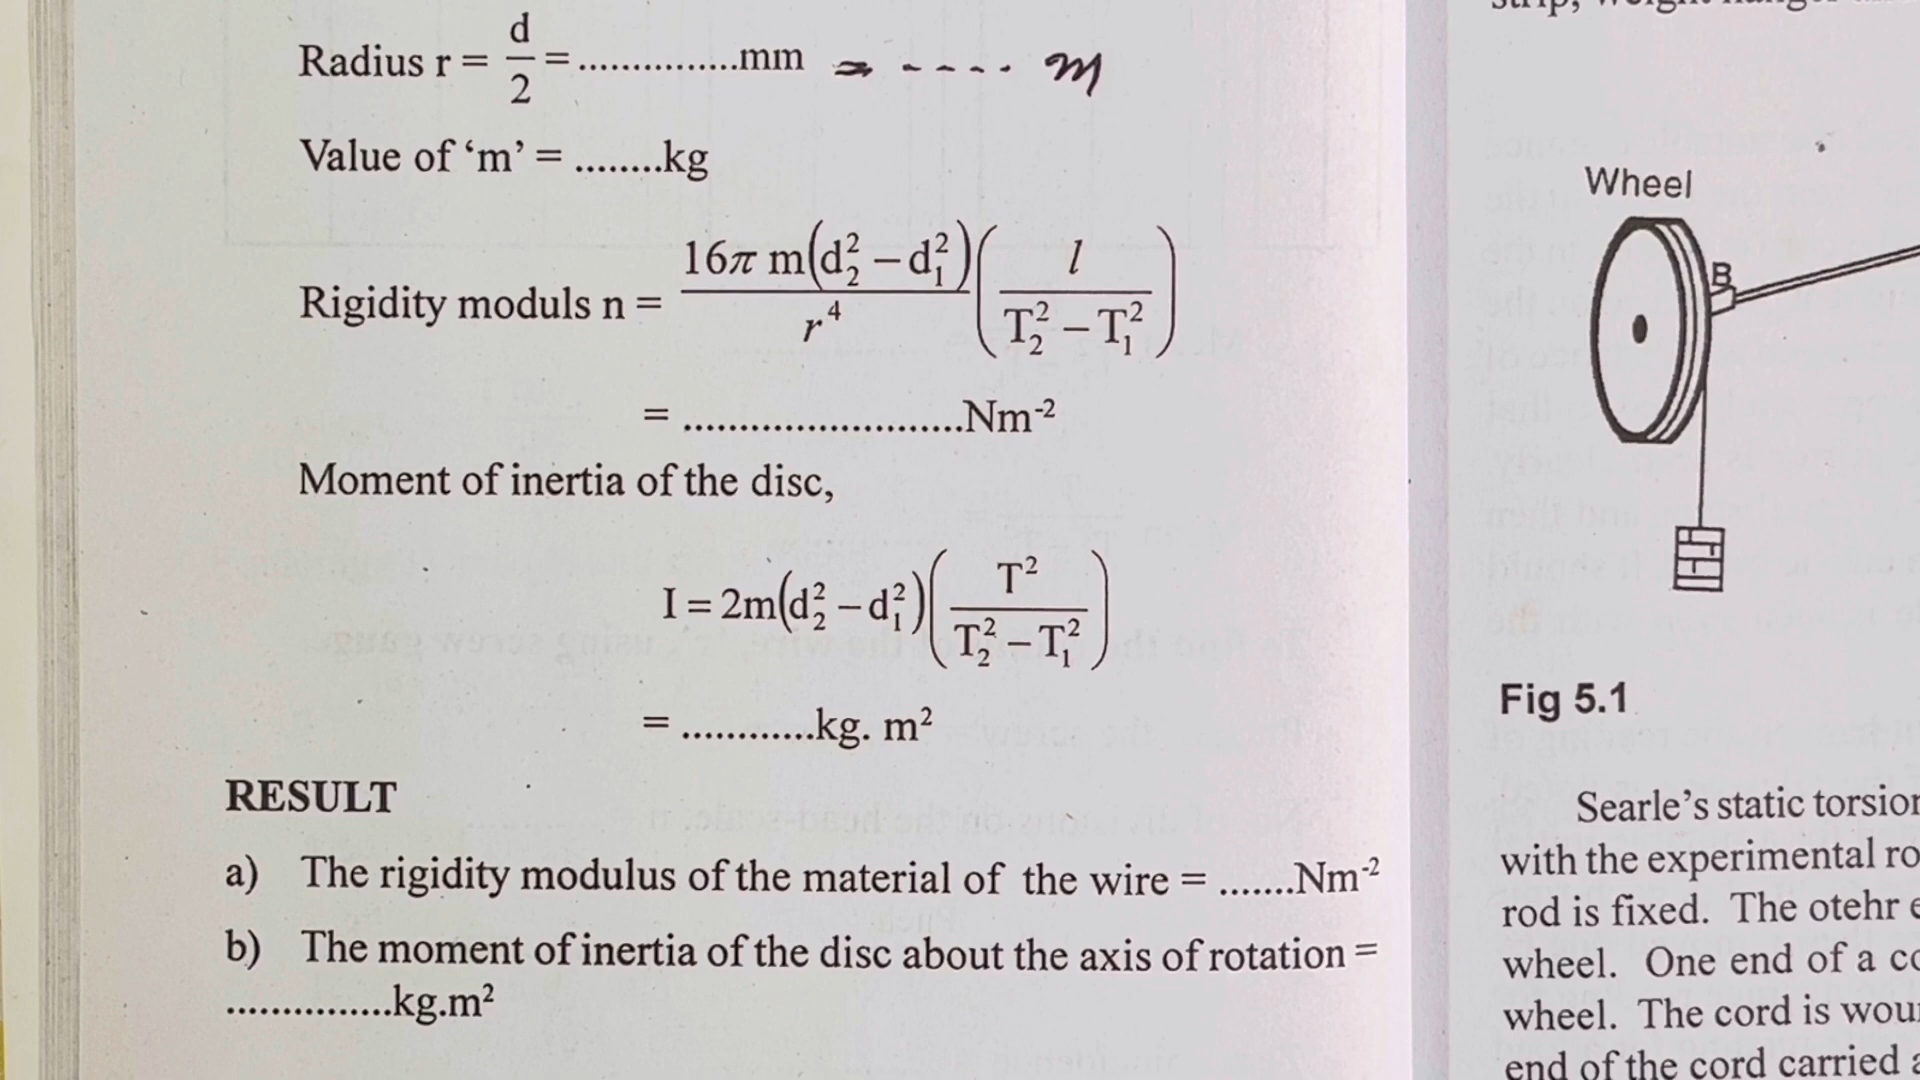 Radius r = d/2 = ...............mm = ---- m
Value of ‘m’ = ........kg
Rigidity moduls n = 16π m(d₂² – d₁²)/r⁴ (l/(T₂² – T₁²))
= .........................Nm⁻²
Moment of inertia of the disc,
I = 2m(d₂² – d₁²)(T²/(T₂² – T₁²))
= ............kg. m²
RESULT
a) The rigidity modulus of the material of the wire = .......Nm⁻²
b) The moment of inertia of the disc about the axis of rotation =
...............kg.m²
Wheel
B
Fig 5.1
Searle’s static torsion
with the experimental ro
rod is fixed. The otehr e
wheel. One end of a co
wheel. The cord is wou
end of the cord carried a